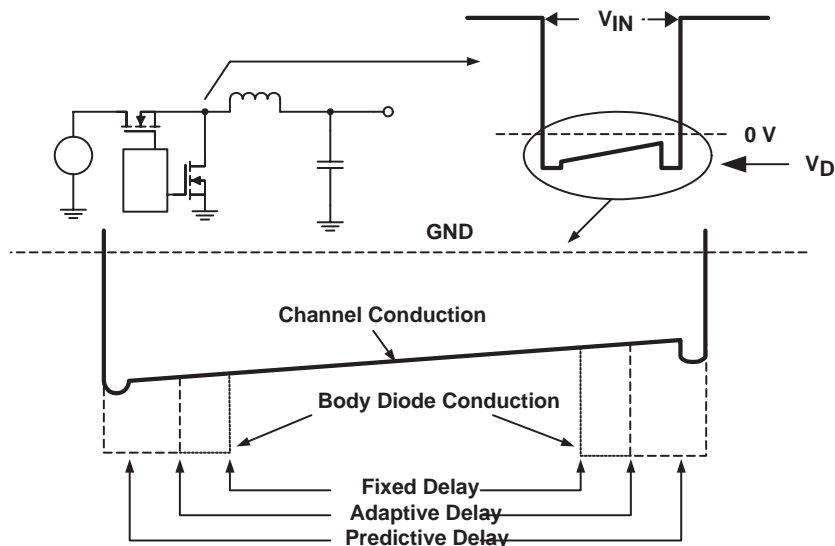 VIN
0 V
VD
GND
Channel Conduction
Body Diode Conduction
Fixed Delay
Adaptive Delay
Predictive Delay